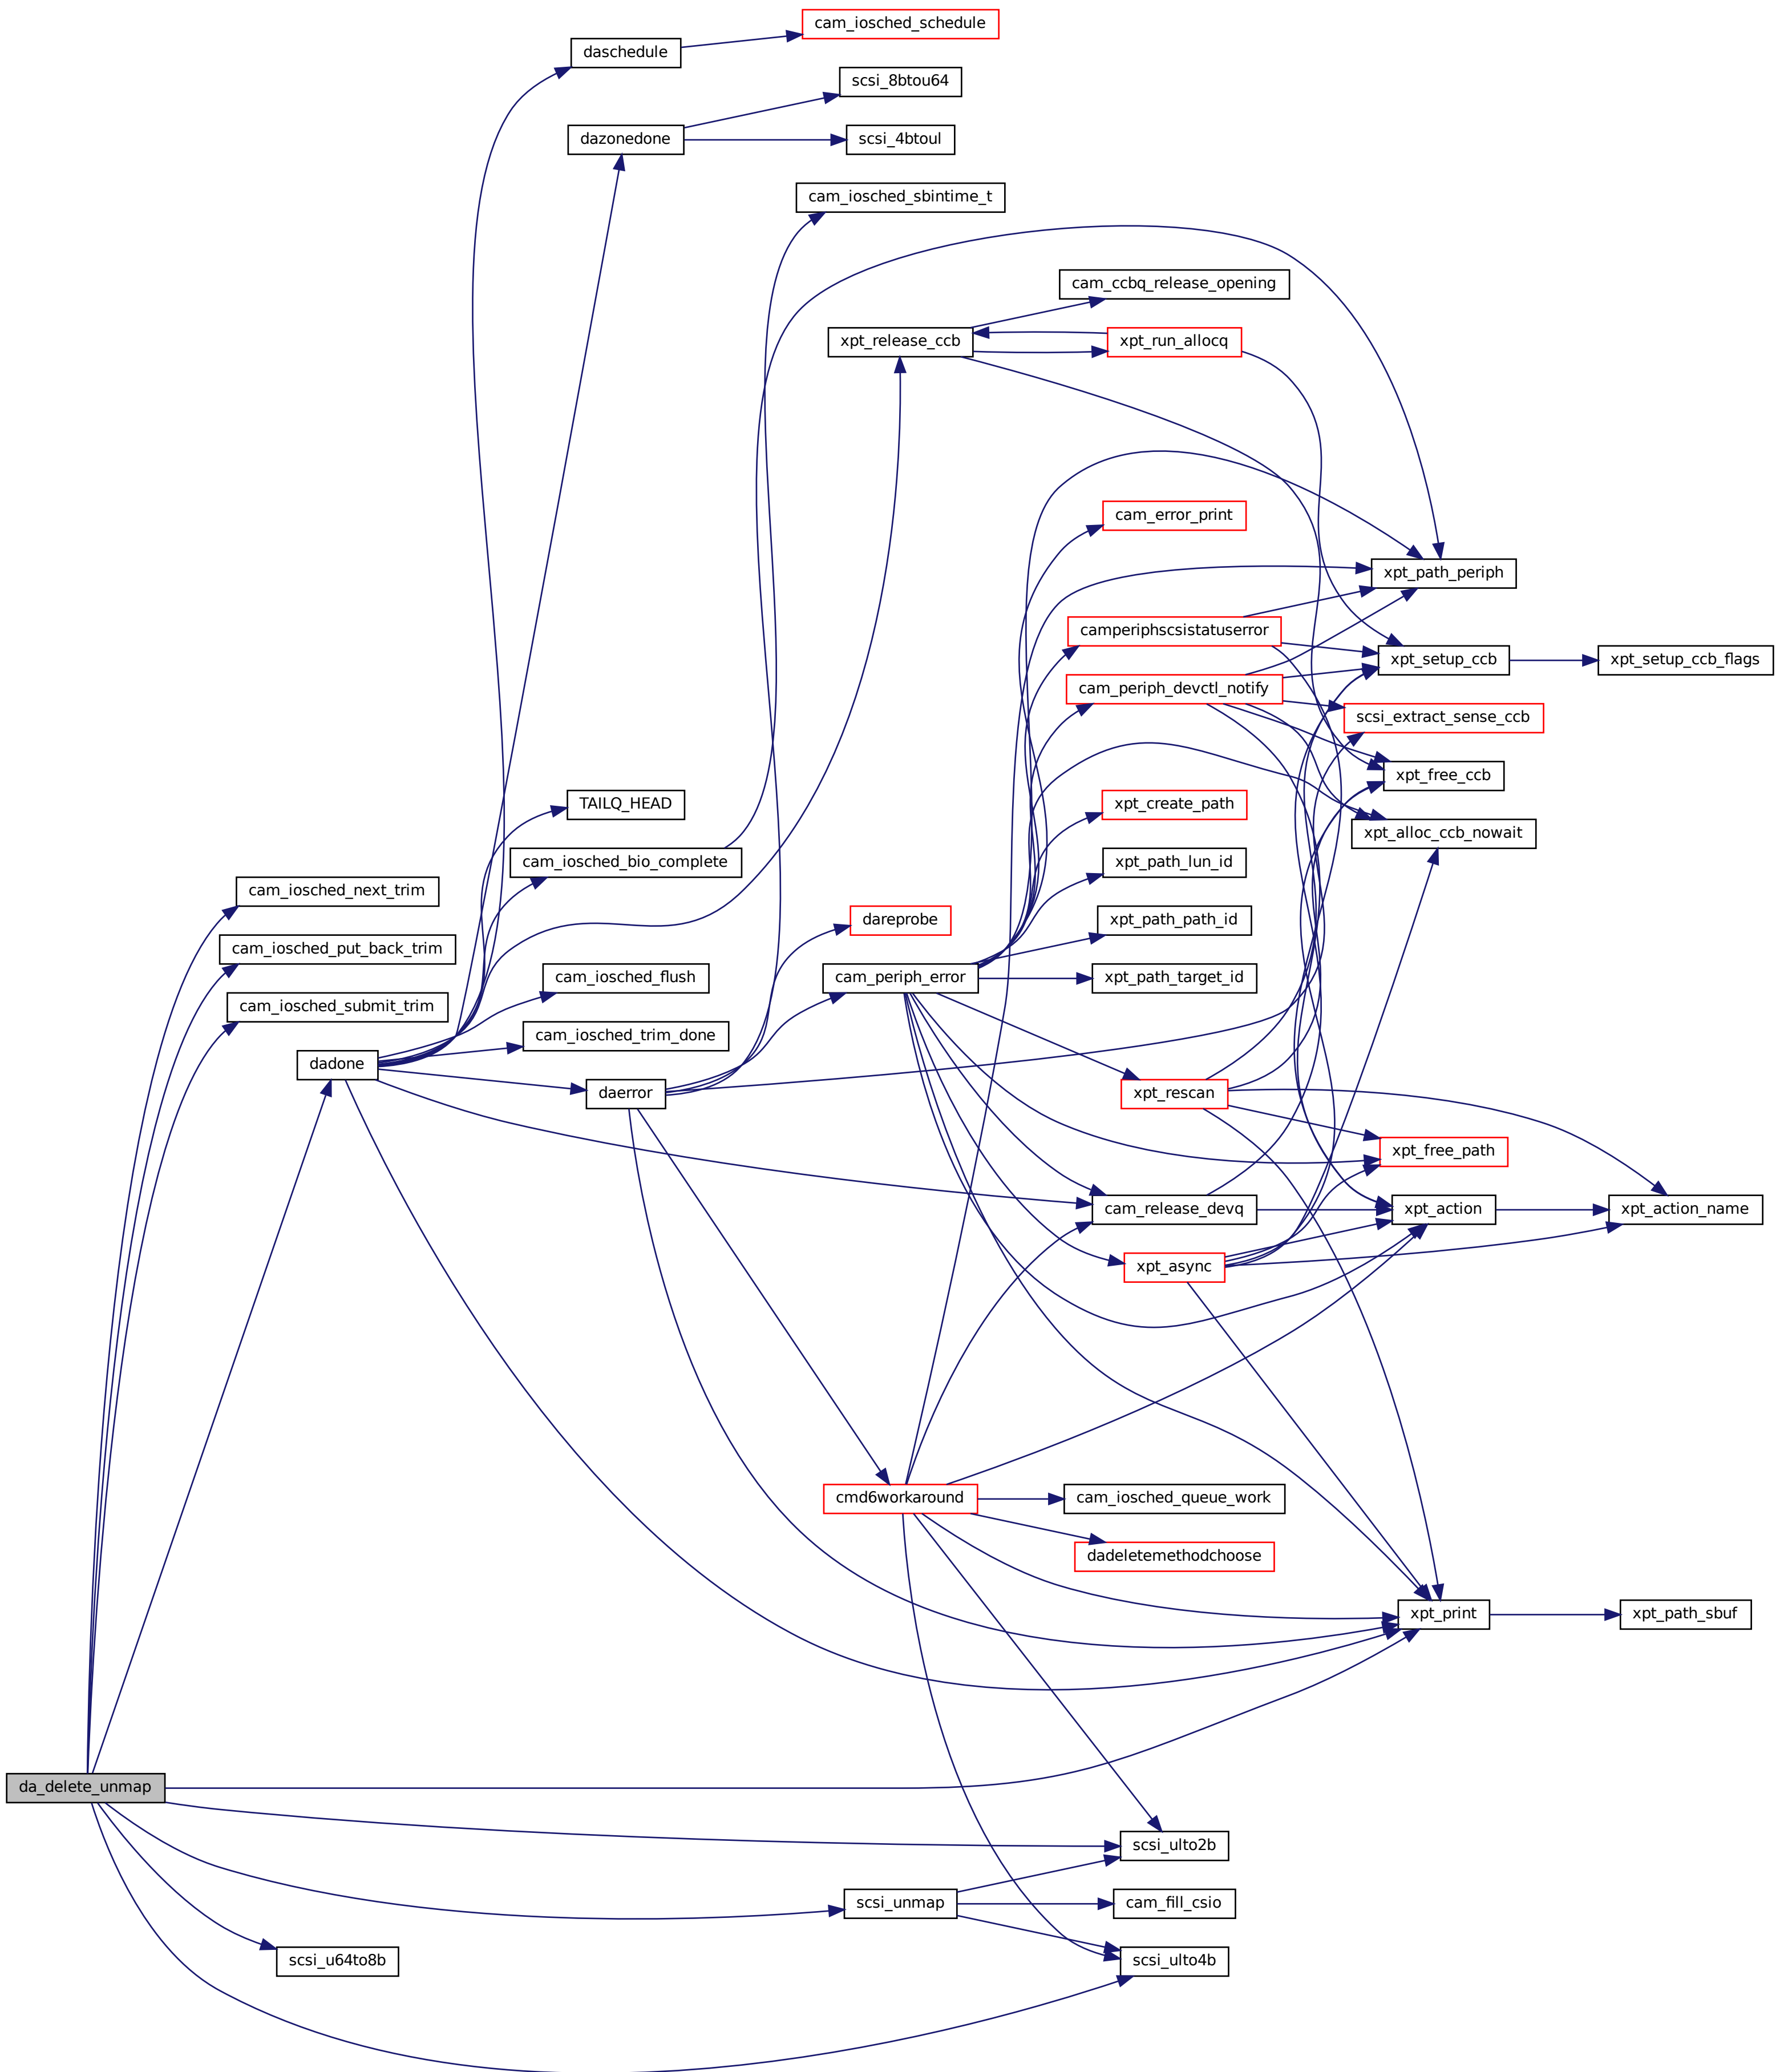 cam_iosched_schedule
daschedule
scsi_8btou64
dazonedone
scsi_4btoul
cam_iosched_sbintime_t
cam_ccbq_release_opening
xpt_release_ccb
xpt_run_allocq
cam_error_print
xpt_path_periph
camperiphscsistatuserror
xpt_setup_ccb
xpt_setup_ccb_flags
cam_periph_devctl_notify
scsi_extract_sense_ccb
xpt_free_ccb
TAILQ_HEAD
xpt_create_path
xpt_alloc_ccb_nowait
cam_iosched_bio_complete
xpt_path_lun_id
cam_iosched_next_trim
dareprobe
xpt_path_path_id
cam_iosched_put_back_trim
cam_iosched_flush
cam_periph_error
xpt_path_target_id
cam_iosched_submit_trim
cam_iosched_trim_done
dadone
daerror
xpt_rescan
xpt_free_path
cam_release_devq
xpt_action
xpt_action_name
xpt_async
cmd6workaround
cam_iosched_queue_work
dadeletemethodchoose
xpt_print
xpt_path_sbuf
da_delete_unmap
scsi_ulto2b
scsi_unmap
cam_fill_csio
scsi_u64to8b
scsi_ulto4b